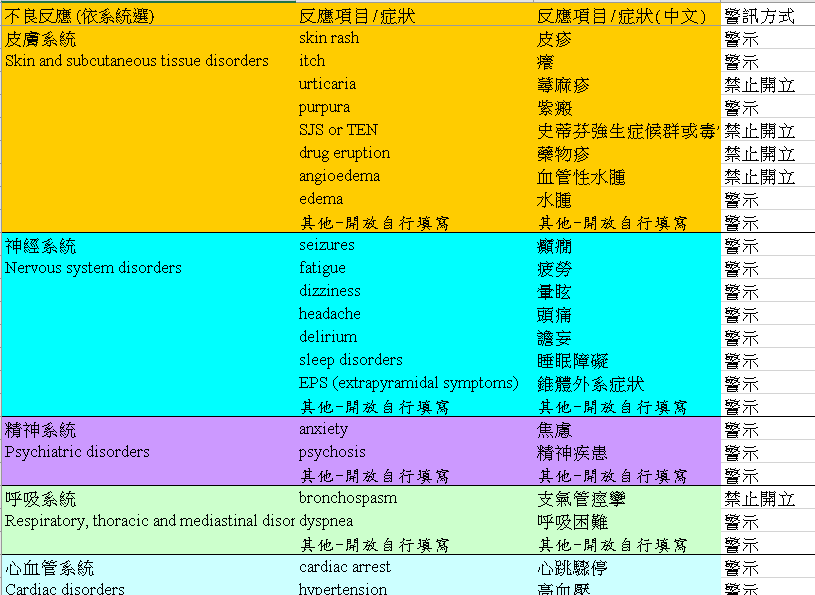 不良反應(依系統選) 反應項目/症狀 反應項目/症狀(中文) 警訊方式
皮膚系統 skin rash 皮疹 警示
Skin and subcutaneous tissue disorders itch 癢 警示
urticaria 蕁麻疹 禁止開立
purpura 紫瘢 警示
SJS or TEN 史蒂芬強生症候群或毒 禁止開立
drug eruption 藥物疹 禁止開立
angioedema 血管性水腫 禁止開立
edema 水腫 警示
其他-開放自行填寫 其他-開放自行填寫 警示
神經系統 seizures 癲癇 警示
Nervous system disorders fatigue 疲勞 警示
dizziness 暈眩 警示
headache 頭痛 警示
delirium 譫妄 警示
sleep disorders 睡眠障礙 警示
EPS (extrapyramidal symptoms) 錐體外系症狀 警示
其他-開放自行填寫 其他-開放自行填寫 警示
精神系統 anxiety 焦慮 警示
Psychiatric disorders psychosis 精神疾患 警示
其他-開放自行填寫 其他-開放自行填寫 警示
呼吸系統 bronchospasm 支氣管痙攣 禁止開立
Respiratory, thoracic and mediastinal disor dyspnea 呼吸困難 警示
其他-開放自行填寫 其他-開放自行填寫 警示
心血管系統 cardiac arrest 心跳驟停 警示
Cardiac disorders hypertension 高血壓 警示